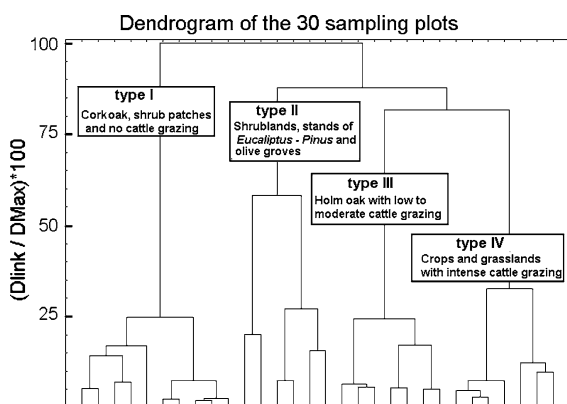 Dendrogram of the 30 sampling plots
(Dlink / DMax)*100
100
75
50
25
type I
Corkoak, shrub patches
and no cattle grazing
type II
Shrublands, stands of
Eucaliptus - Pinus and
olive groves
type III
Holm oak with low to
moderate cattle grazing
type IV
Crops and grasslands
with intense cattle grazing